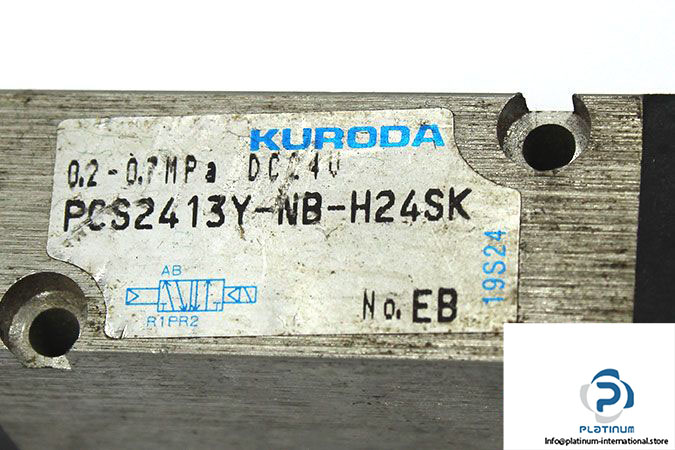 KURODA
0.2-0.7MPa DC24V
PCS2413Y-NB-H24SK
AB
R1PR2
No. EB
19S24
PLATINUM
Info@platinum-international.store